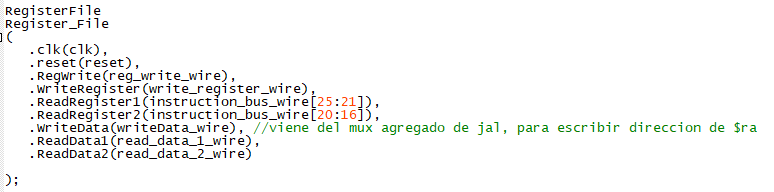 RegisterFile
Register_File
(
.clk(clk),
.reset(reset),
.RegWrite(reg_write_wire),
.WriteRegister(write_register_wire),
.ReadRegister1(instruction_bus_wire[25:21]),
.ReadRegister2(instruction_bus_wire[20:16]),
.WriteData(writeData_wire), //viene del mux agregado de jal, para escribir direccion de $ra
.ReadData1(read_data_1_wire),
.ReadData2(read_data_2_wire)
);